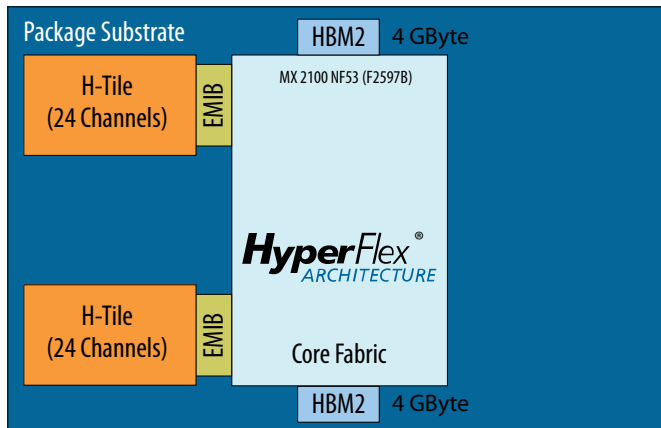 Package Substrate
HBM2 4 GByte
H-Tile
(24 Channels)
EMIB
MX 2100 NF53 (F2597B)
HyperFlex®
ARCHITECTURE
H-Tile
(24 Channels)
EMIB
Core Fabric
HBM2 4 GByte